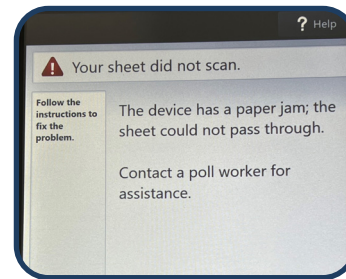 ? Help
Your sheet did not scan.
Follow the
instructions to
fix the
problem.
The device has a paper jam; the
sheet could not pass through.
Contact a poll worker for
assistance.